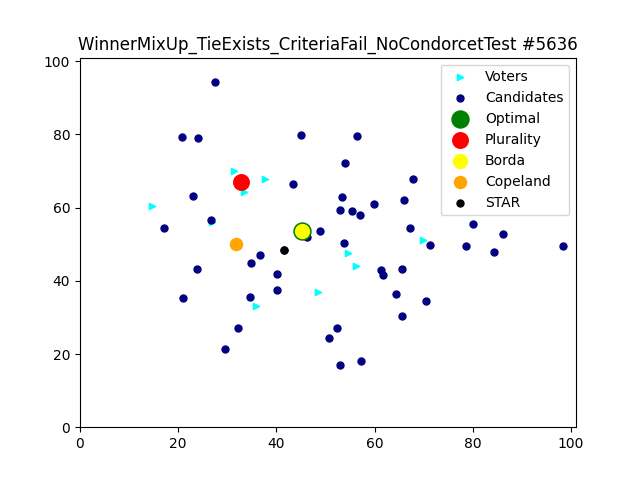 WinnerMixUp_TieExists_CriteriaFail_NoCondorcetTest #5636
100
80
60
40
20
0
0 20 40 60 80 100
Voters
Candidates
Optimal
Plurality
Borda
Copeland
STAR